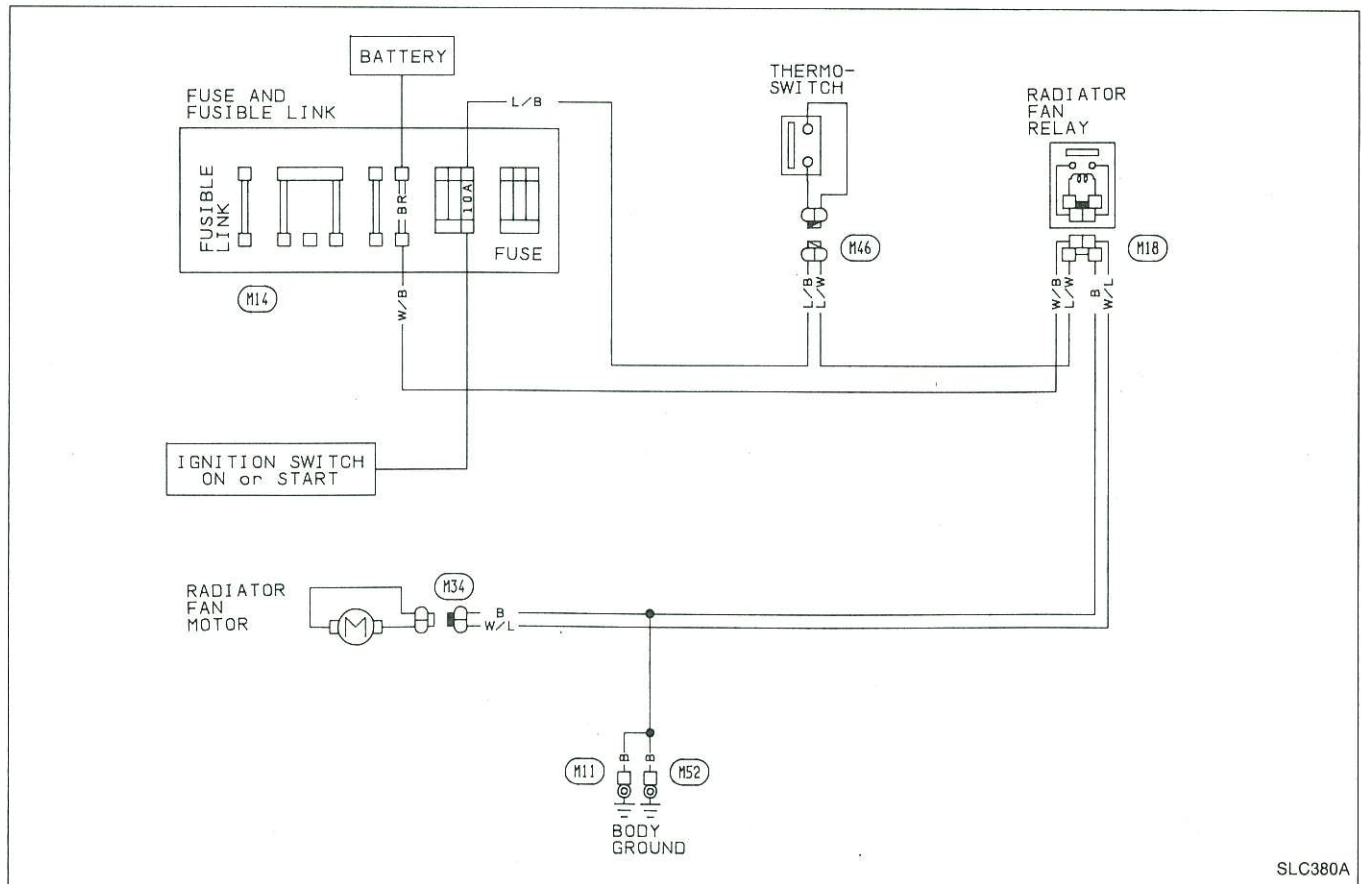 BATTERY
FUSE AND
FUSIBLE LINK
L/B
THERMO-
SWITCH
RADIATOR
FAN
RELAY
FUSIBLE
LINK
BR
10A
FUSE
M46
M18
M14
W/B
L/B
L/W
W/B
L/W
B
W/L
IGNITION SWITCH
ON or START
RADIATOR
FAN
MOTOR
M34
M
B
W/L
M11
B
B
M52
BODY
GROUND
SLC380A